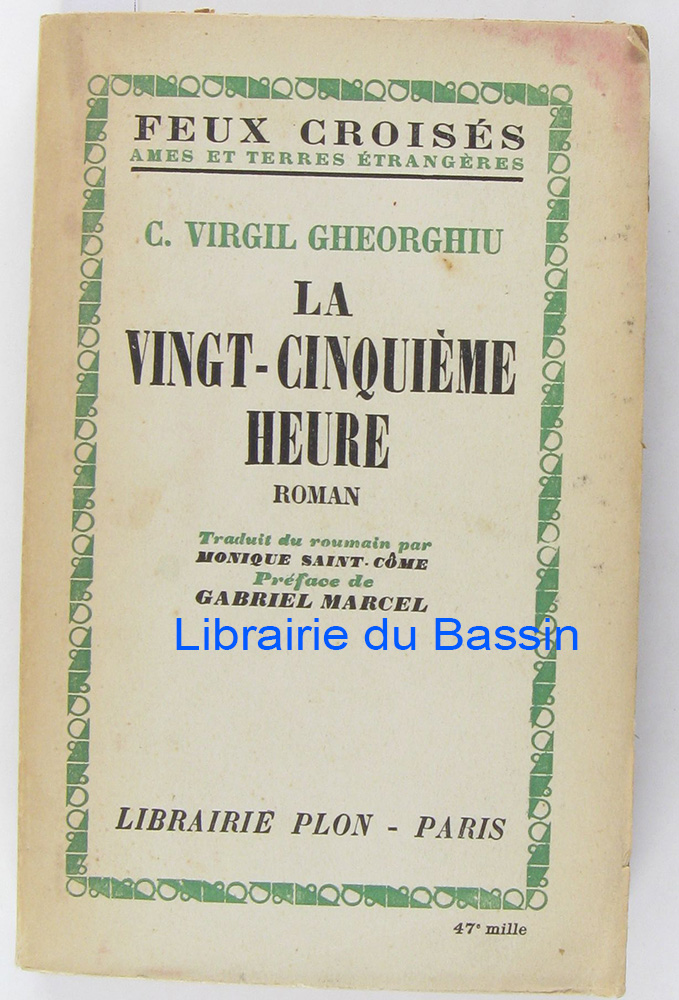 FEUX CROISÉS
AMES ET TERRES ÉTRANGÈRES
C. VIRGIL GHEORGHIU
LA
VINGT-CINQUIÈME
HEURE
ROMAN
Traduit du roumain par
MONIQUE SAINT-CÔME
Préface de
GABRIEL MARCEL
Librairie du Bassin
LIBRAIRIE PLON - PARIS
47e mille